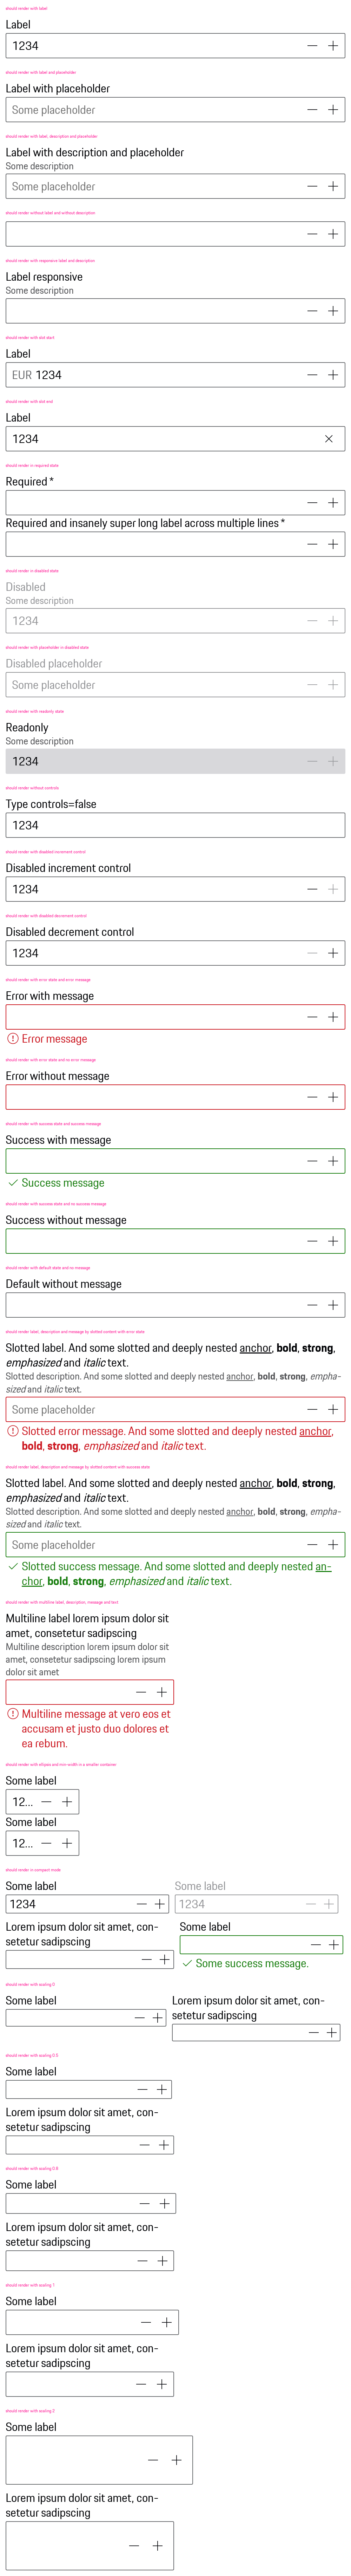 should render with label
Label
1234
should render with label and placeholder
Label with placeholder
Some placeholder
should render with label, description and placeholder
Label with description and placeholder
Some description
Some placeholder
should render without label and without description
should render with responsive label and description
Label responsive
Some description
should render with slot start
Label
EUR 1234
should render with slot end
Label
1234
should render in required state
Required *
Required and insanely super long label across multiple lines *
should render in disabled state
Disabled
Some description
1234
should render with placeholder in disabled state
Disabled placeholder
Some placeholder
should render with readonly state
Readonly
Some description
1234
should render without controls
Type controls=false
1234
should render with disabled increment control
Disabled increment control
1234
should render with disabled decrement control
Disabled decrement control
1234
should render with error state and error message
Error with message
Error message
should render with error state and no error message
Error without message
should render with success state and success message
Success with message
Success message
should render with success state and no success message
Success without message
should render with default state and no message
Default without message
should render label, description and message by slotted content with error state
Slotted label. And some slotted and deeply nested anchor, bold, strong,
emphasized and italic text.
Slotted description. And some slotted and deeply nested anchor, bold, strong, empha-
sized and italic text.
Some placeholder
Slotted error message. And some slotted and deeply nested anchor,
bold, strong, emphasized and italic text.
should render label, description and message by slotted content with success state
Slotted label. And some slotted and deeply nested anchor, bold, strong,
emphasized and italic text.
Slotted description. And some slotted and deeply nested anchor, bold, strong, empha-
sized and italic text.
Some placeholder
Slotted success message. And some slotted and deeply nested an-
chor, bold, strong, emphasized and italic text.
should render with multiline label, description, message and html
Multiline label lorem ipsum dolor sit
amet, consetetur sadipscing
Multiline description lorem ipsum dolor sit
amet, consetetur sadipscing lorem ipsum
dolor sit amet
Multiline message at vero eos et
accusam et justo duo dolores et
ea rebum.
should render with ellipsis and min-width in a smaller container
Some label
12...
Some label
12...
should render in compact mode
Some label
1234
Some label
1234
Lorem ipsum dolor sit amet, con-
setetur sadipscing
Some label
Some success message.
should render with scaling 0
Some label
Lorem ipsum dolor sit amet, con-
setetur sadipscing
should render with scaling 0.5
Some label
Lorem ipsum dolor sit amet, con-
setetur sadipscing
Some label
Lorem ipsum dolor sit amet, con-
setetur sadipscing
should render with scaling 1
Some label
Lorem ipsum dolor sit amet, con-
setetur sadipscing
should render with scaling 2
Some label
Lorem ipsum dolor sit amet, con-
setetur sadipscing